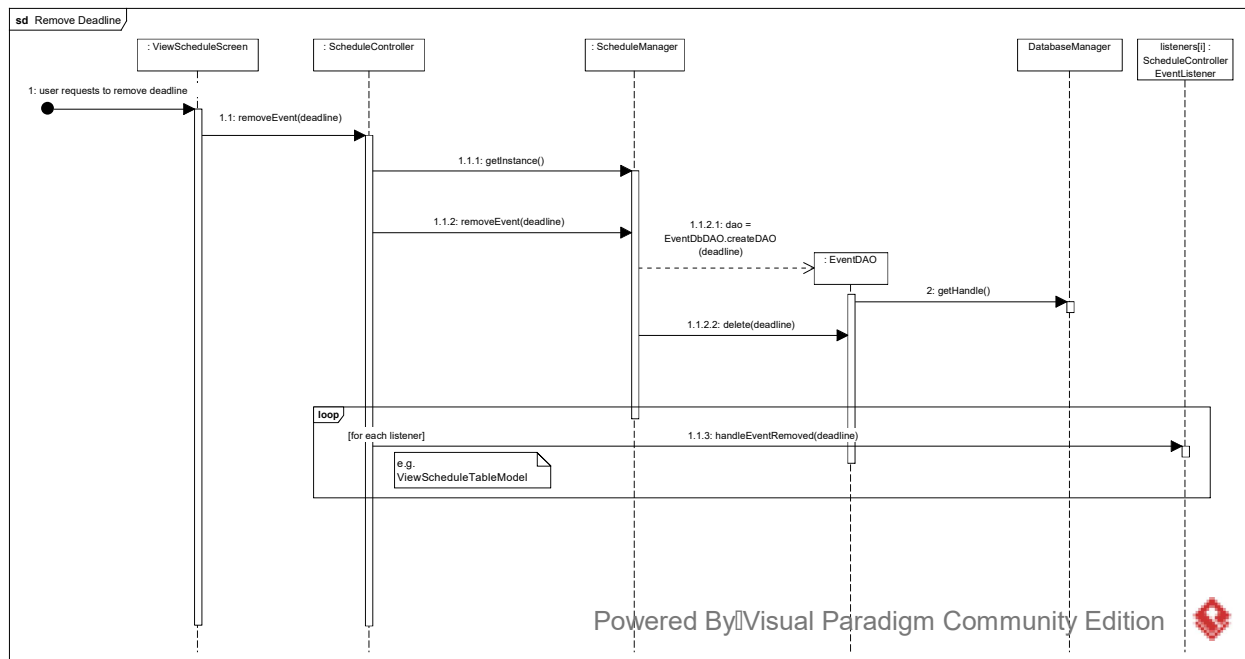 sd Remove Deadline
: ViewScheduleScreen
: ScheduleController
: ScheduleManager
DatabaseManager
listeners[i] :
ScheduleController
EventListener
1: user requests to remove deadline
1.1: removeEvent(deadline)
1.1.1: getInstance()
1.1.2: removeEvent(deadline)
1.1.2.1: dao =
EventDbDAO.createDAO
(deadline)
: EventDAO
2: getHandle()
1.1.2.2: delete(deadline)
loop
[for each listener]
1.1.3: handleEventRemoved(deadline)
e.g.
ViewScheduleTableModel
Powered By Visual Paradigm Community Edition